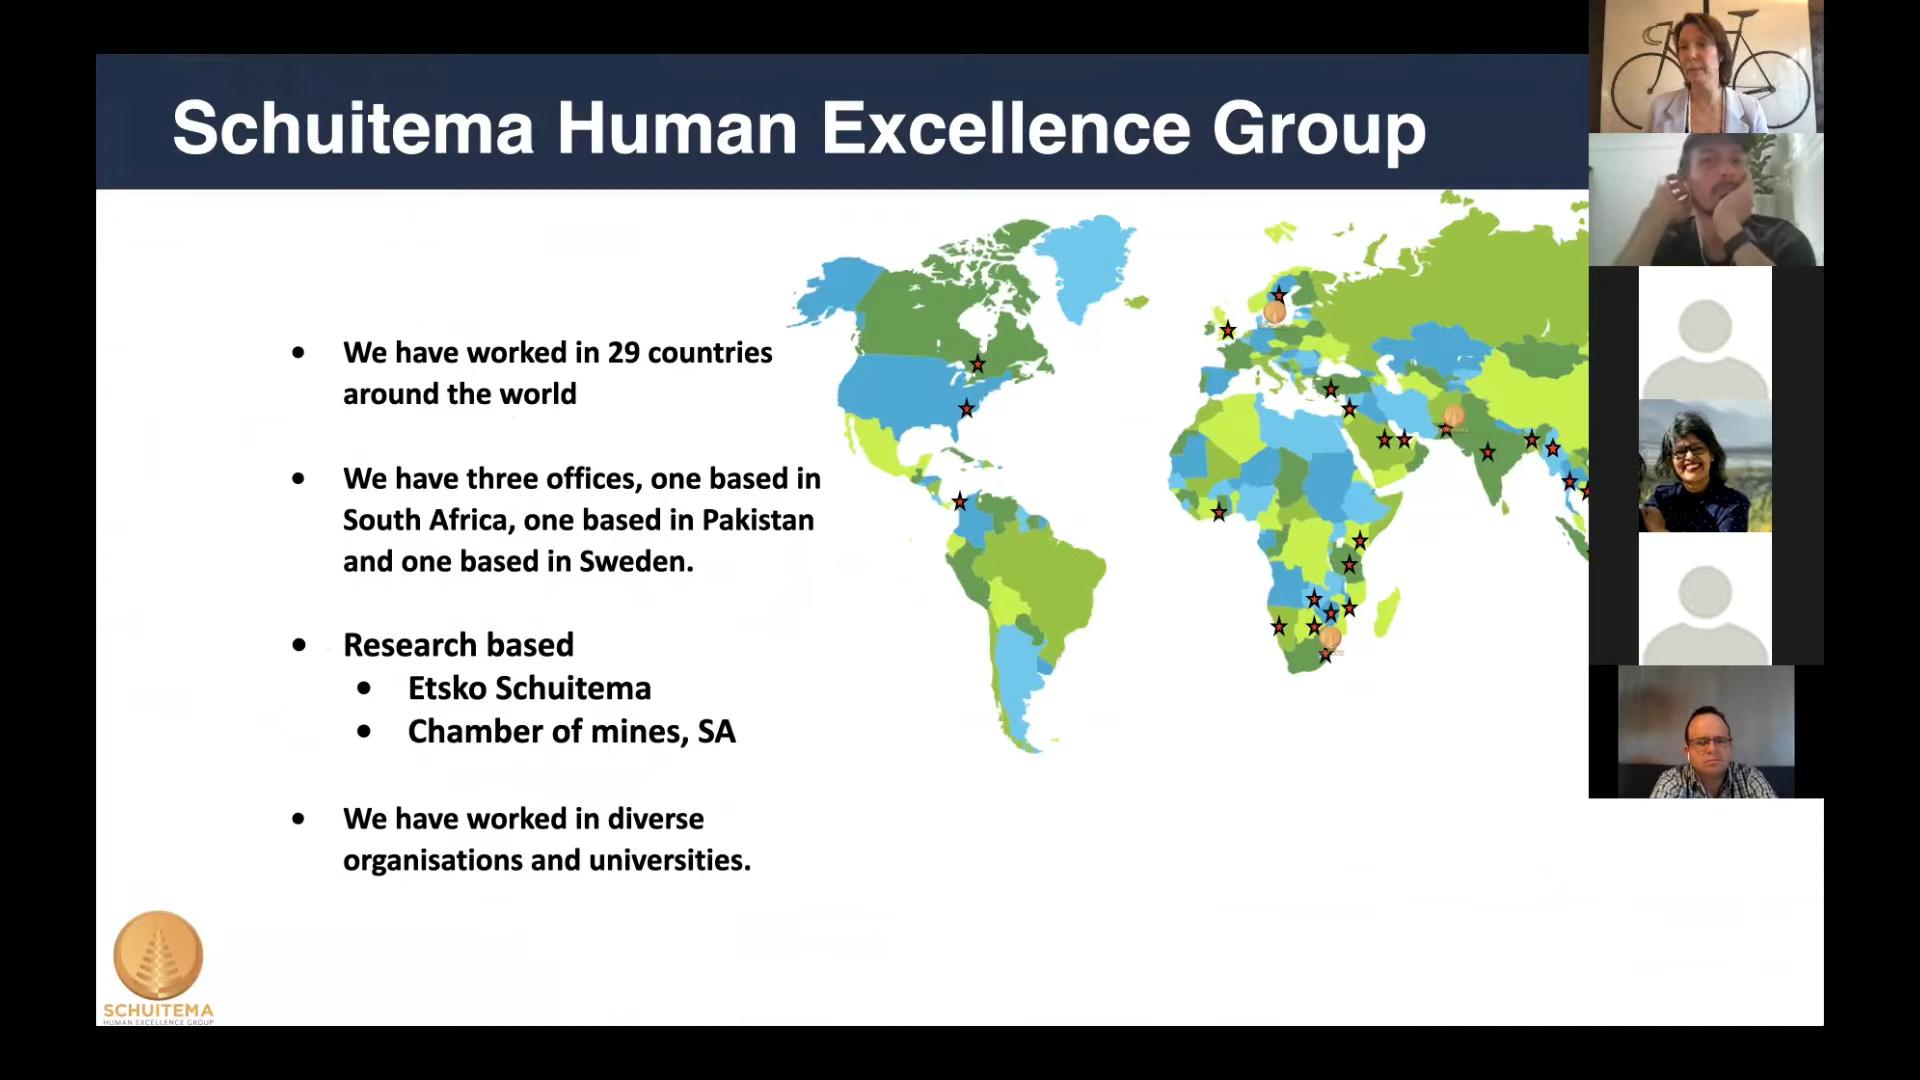 Schuitema Human Excellence Group
• We have worked in 29 countries
around the world
• We have three offices, one based in
South Africa, one based in Pakistan
and one based in Sweden.
• Research based
• Etsko Schuitema
• Chamber of mines, SA
• We have worked in diverse
organisations and universities.
SCHUITEMA
HUMAN EXCELLENCE GROUP